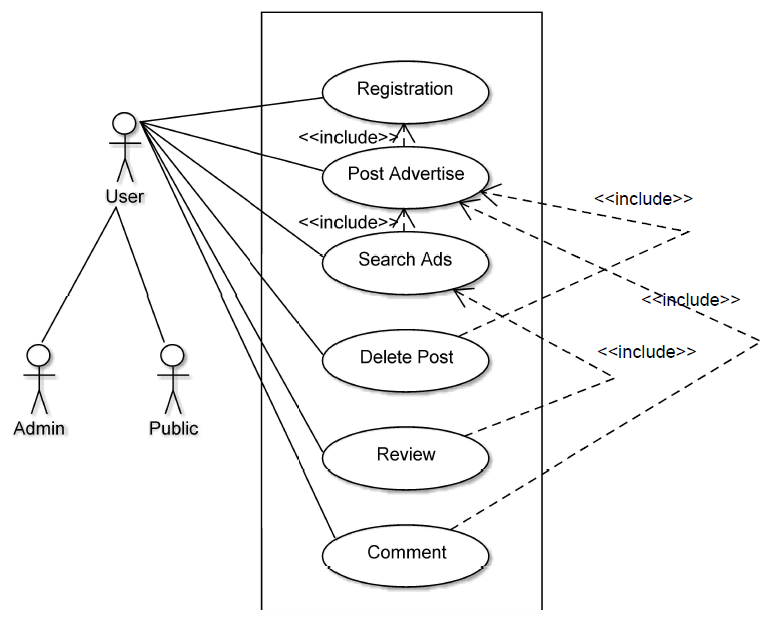 Registration
<<include>>
Post Advertise
User
<<include>>
<<include>>
Search Ads
<<include>>
Delete Post
<<include>>
Admin
Public
Review
Comment